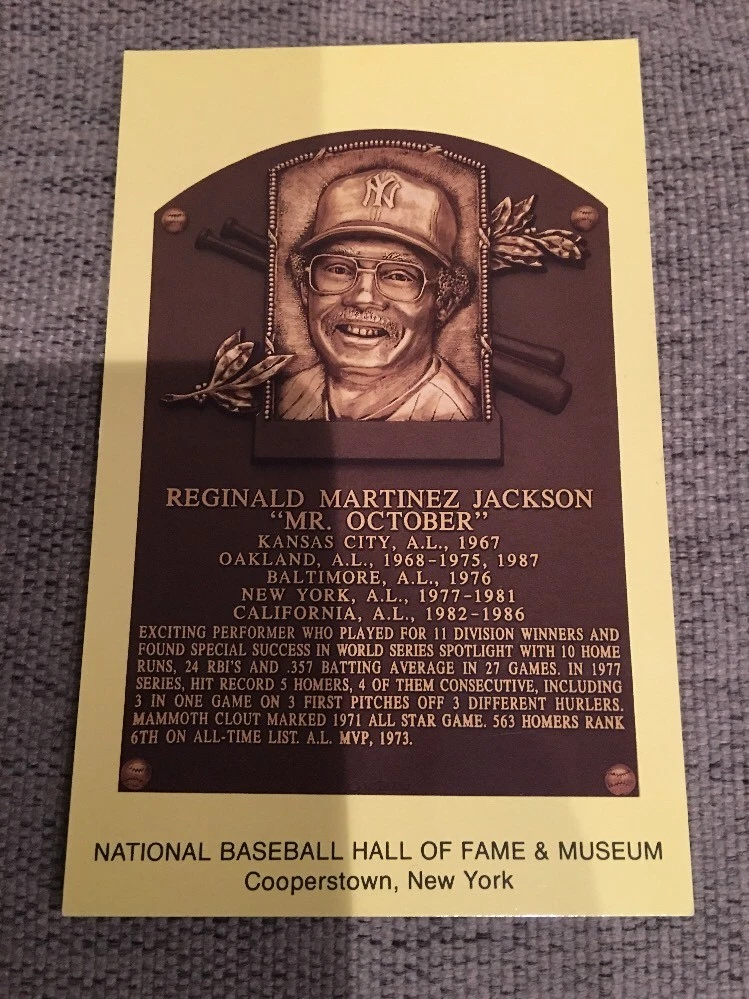 NY
REGINALD MARTINEZ JACKSON
"MR. OCTOBER"
KANSAS CITY, A.L., 1967
OAKLAND, A.L., 1968-1975, 1987
BALTIMORE, A.L., 1976
NEW YORK, A.L., 1977-1981
CALIFORNIA, A.L., 1982-1986
EXCITING PERFORMER WHO PLAYED FOR 11 DIVISION WINNERS AND
FOUND SPECIAL SUCCESS IN WORLD SERIES SPOTLIGHT WITH 10 HOME
RUNS, 24 RBI'S AND .357 BATTING AVERAGE IN 27 GAMES. IN 1977
SERIES, HIT RECORD 5 HOMERS, 4 OF THEM CONSECUTIVE, INCLUDING
3 IN ONE GAME ON 3 FIRST PITCHES OFF 3 DIFFERENT HURLERS.
MAMMOTH CLOUT MARKED 1971 ALL STAR GAME. 563 HOMERS RANK
6TH ON ALL-TIME LIST. A.L. MVP, 1973.
NATIONAL BASEBALL HALL OF FAME & MUSEUM
Cooperstown, New York